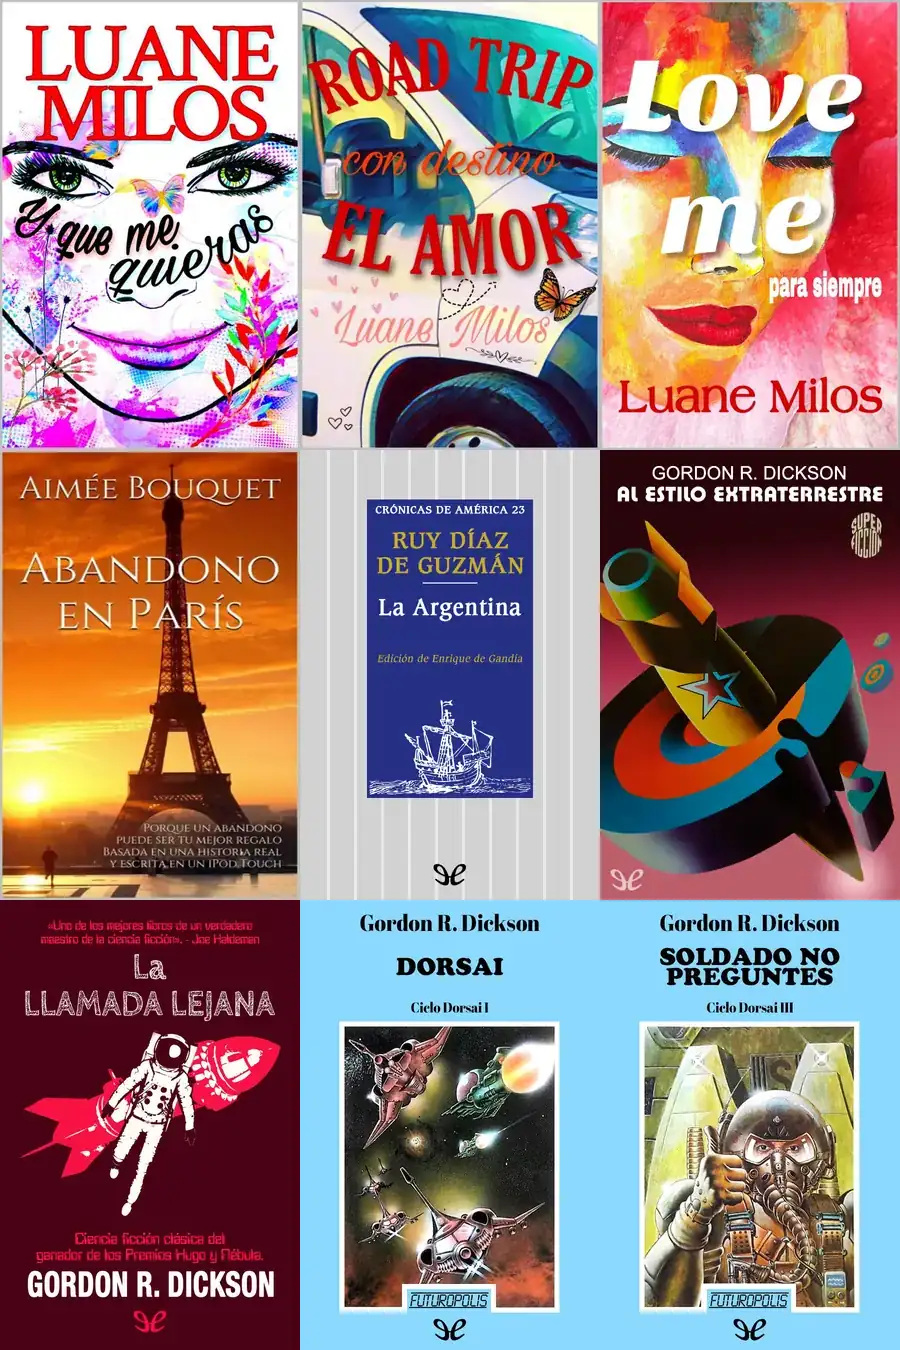 LUANE
MILOS
Y que me
quieras
ROAD TRIP
con destino
EL AMOR
Luane Milos
Love
me
para siempre
Luane Milos
AIMÉE BOUQUET
ABANDONO
EN PARÍS
PORQUE UN ABANDONO
PUEDE SER TU MEJOR REGALO
BASADA EN UNA HISTORIA REAL
Y ESCRITA EN UN IPOD TOUCH
CRÓNICAS DE AMÉRICA 23
RUY DÍAZ
DE GUZMÁN
La Argentina
Edición de Enrique de Gandía
GORDON R. DICKSON
AL ESTILO EXTRATERRESTRE
SUPER
FICCIÓN
«Uno de los mejores libros de un verdadero
maestro de la ciencia ficción». - Joe Haldeman
La
LLAMADA LEJANA
Ciencia ficción clásica del
ganador de los Premios Hugo y Nébula.
GORDON R. DICKSON
Gordon R. Dickson
DORSAI
Ciclo Dorsai I
FUTUROPOLIS
Gordon R. Dickson
SOLDADO NO
PREGUNTES
Ciclo Dorsai III
FUTUROPOLIS